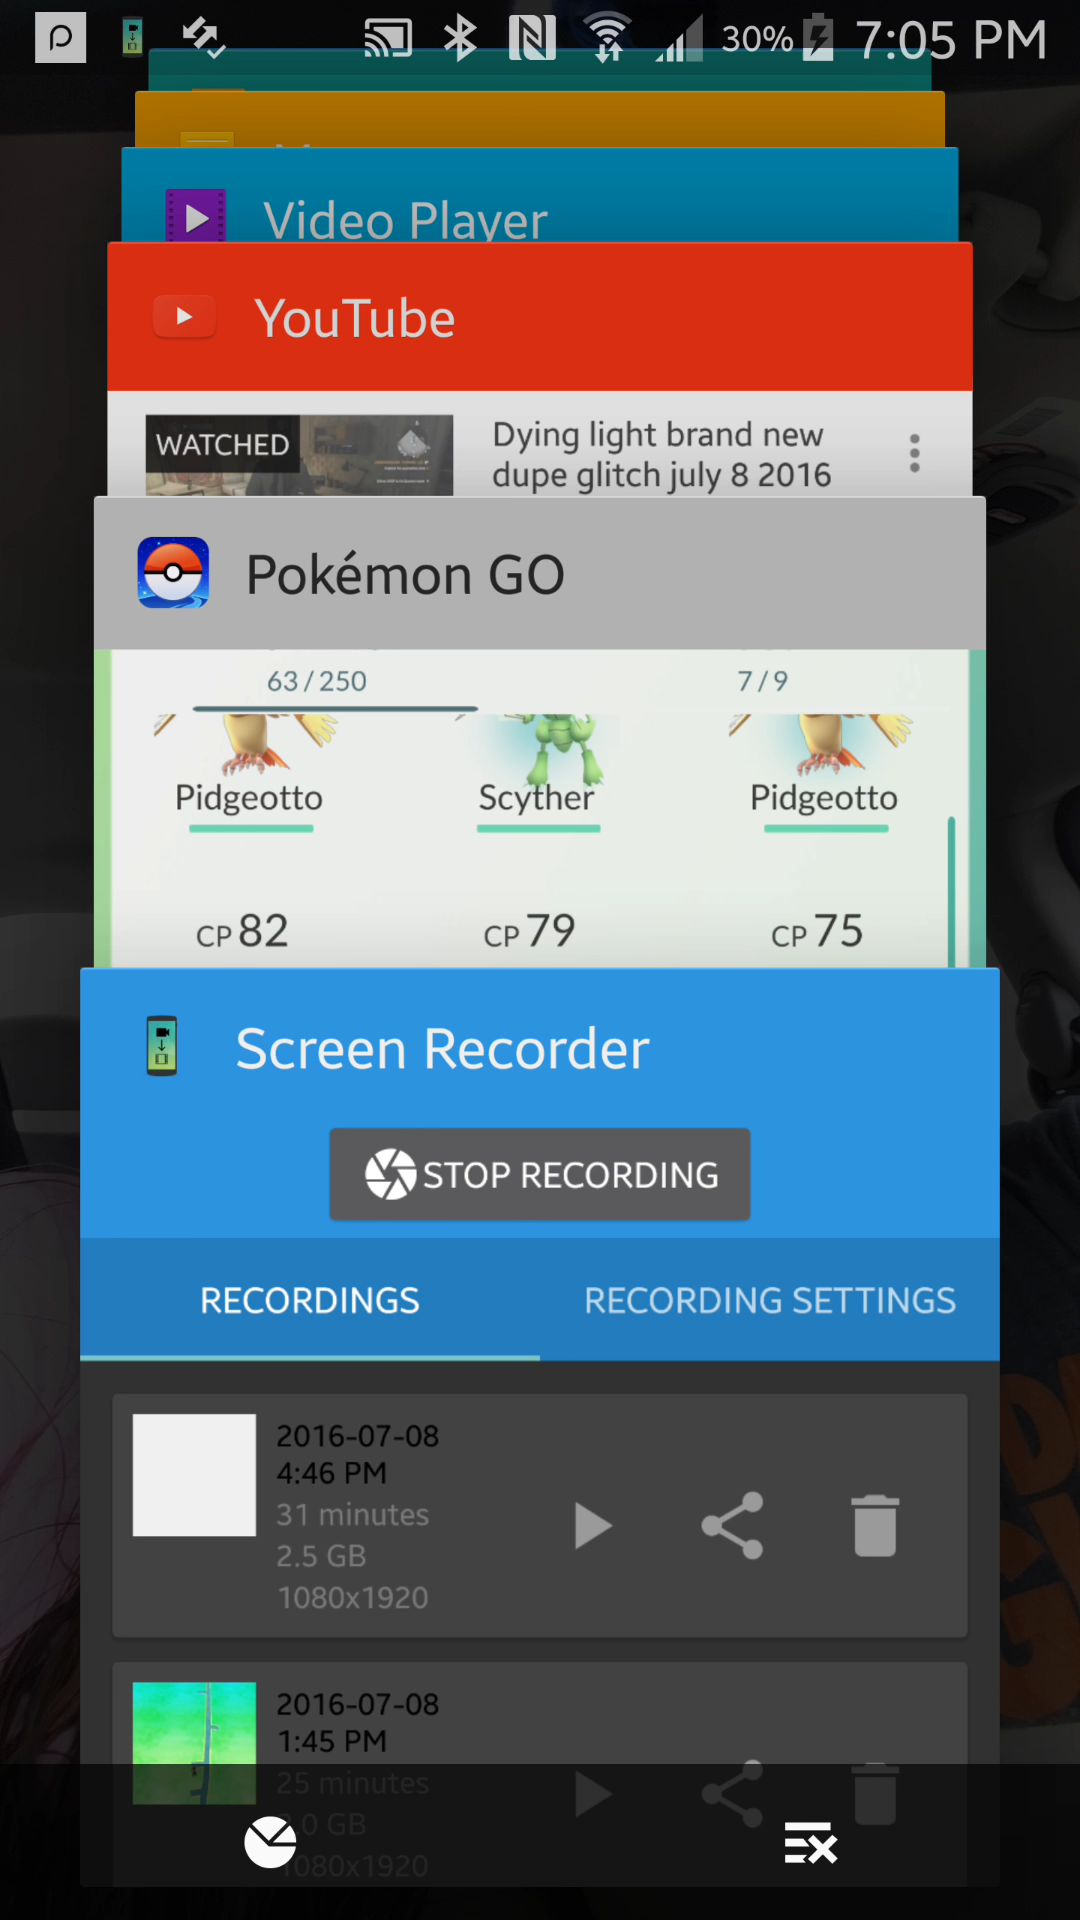 30% 7:05 PM
Video Player
YouTube
WATCHED
Dying light brand new
dupe glitch july 8 2016
Pokémon GO
63/250
7/9
Pidgeotto
Scyther
Pidgeotto
CP 82
CP 79
CP 75
Screen Recorder
STOP RECORDING
RECORDINGS
RECORDING SETTINGS
2016-07-08
4:46 PM
31 minutes
2.5 GB
1080x1920
2016-07-08
1:45 PM
25 minutes
GB
1080x1920